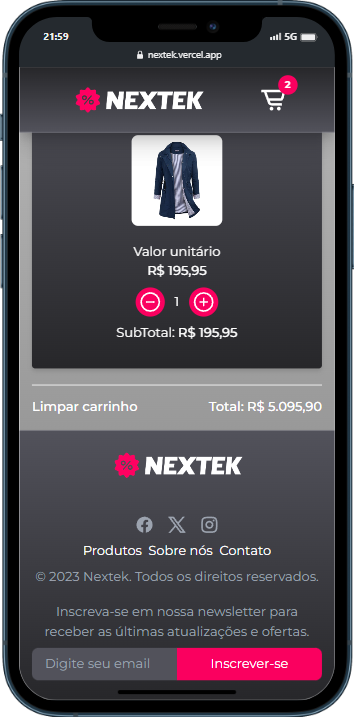 21:59
5G
nextek.vercel.app
NEXTEK
2
Valor unitário
R$ 195,95
1
SubTotal: R$ 195,95
Limpar carrinho
Total: R$ 5.095,90
NEXTEK
Produtos Sobre nós Contato
© 2023 Nextek. Todos os direitos reservados.
Inscreva-se em nossa newsletter para
receber as últimas atualizações e ofertas.
Digite seu email
Inscrever-se